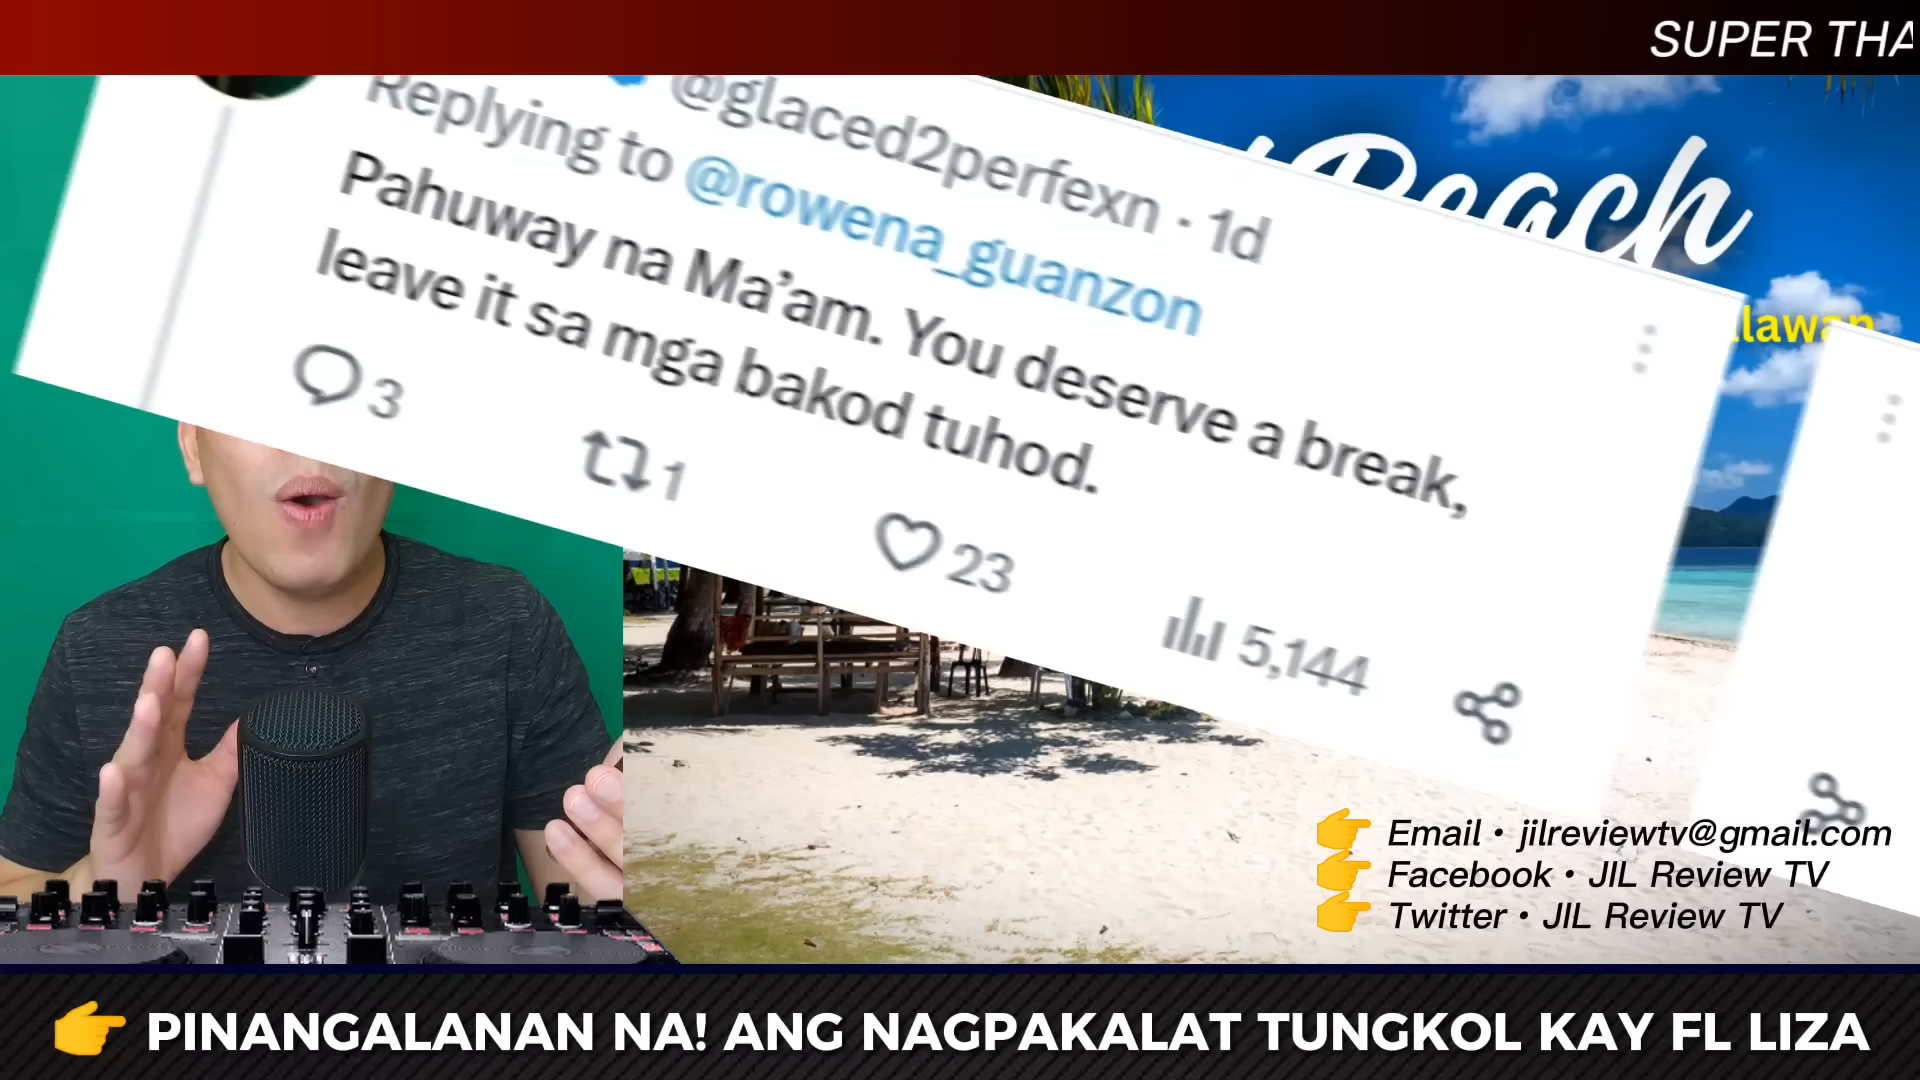 SUPER THA
@glaced2perfexn · 1d
Replying to @rowena_guanzon
Pahuway na Ma'am. You deserve a break,
leave it sa mga bakod tuhod.
3
1
23
5,144
Beach
Email • jilreviewtv@gmail.com
Facebook • JIL Review TV
Twitter • JIL Review TV
PINANGALANAN NA! ANG NAGPAKALAT TUNGKOL KAY FL LIZA